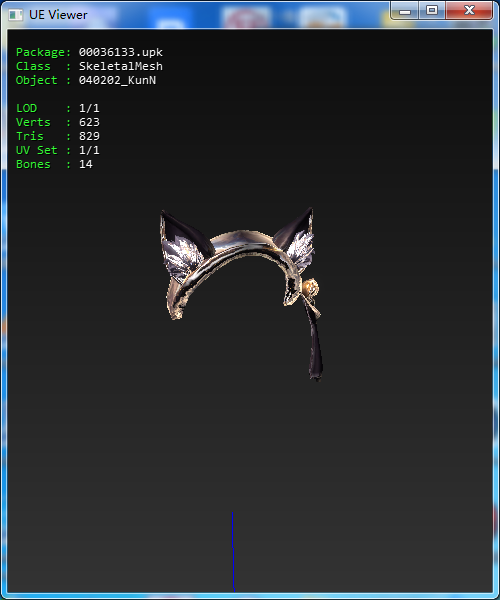 UE Viewer
Package: 00036133.upk
Class : SkeletalMesh
Object : 040202_KunN
LOD : 1/1
Verts : 623
Tris : 829
UV Set : 1/1
Bones : 14